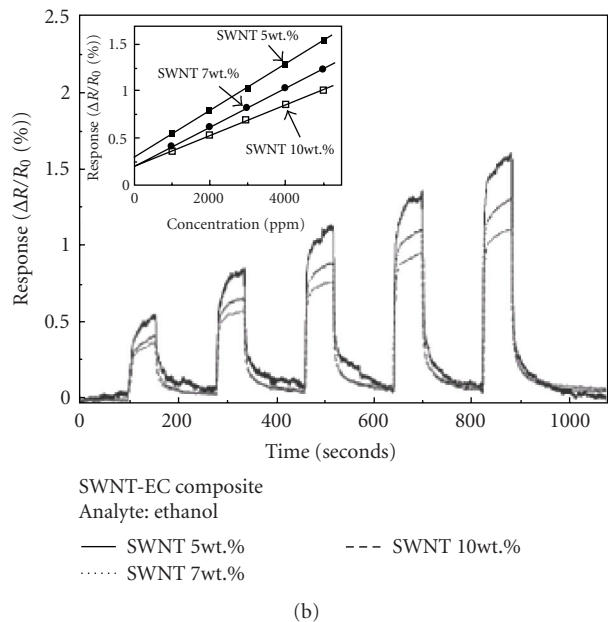 2.5
2
1.5
1
0.5
0
Response (ΔR/R₀ (%))
1.5
1
0.5
0
Response (ΔR/R₀ (%))
SWNT 5wt.%
SWNT 7wt.%
SWNT 10wt.%
0 2000 4000
Concentration (ppm)
0 200 400 600 800 1000
Time (seconds)
SWNT-EC composite
Analyte: ethanol
SWNT 5wt.% SWNT 10wt.%
SWNT 7wt.%
(b)